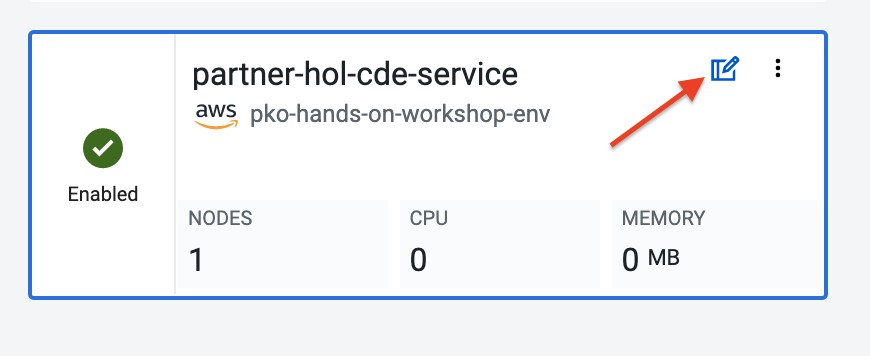 partner-hol-cde-service
aws pko-hands-on-workshop-env
Enabled
NODES CPU MEMORY
1 0 0 MB